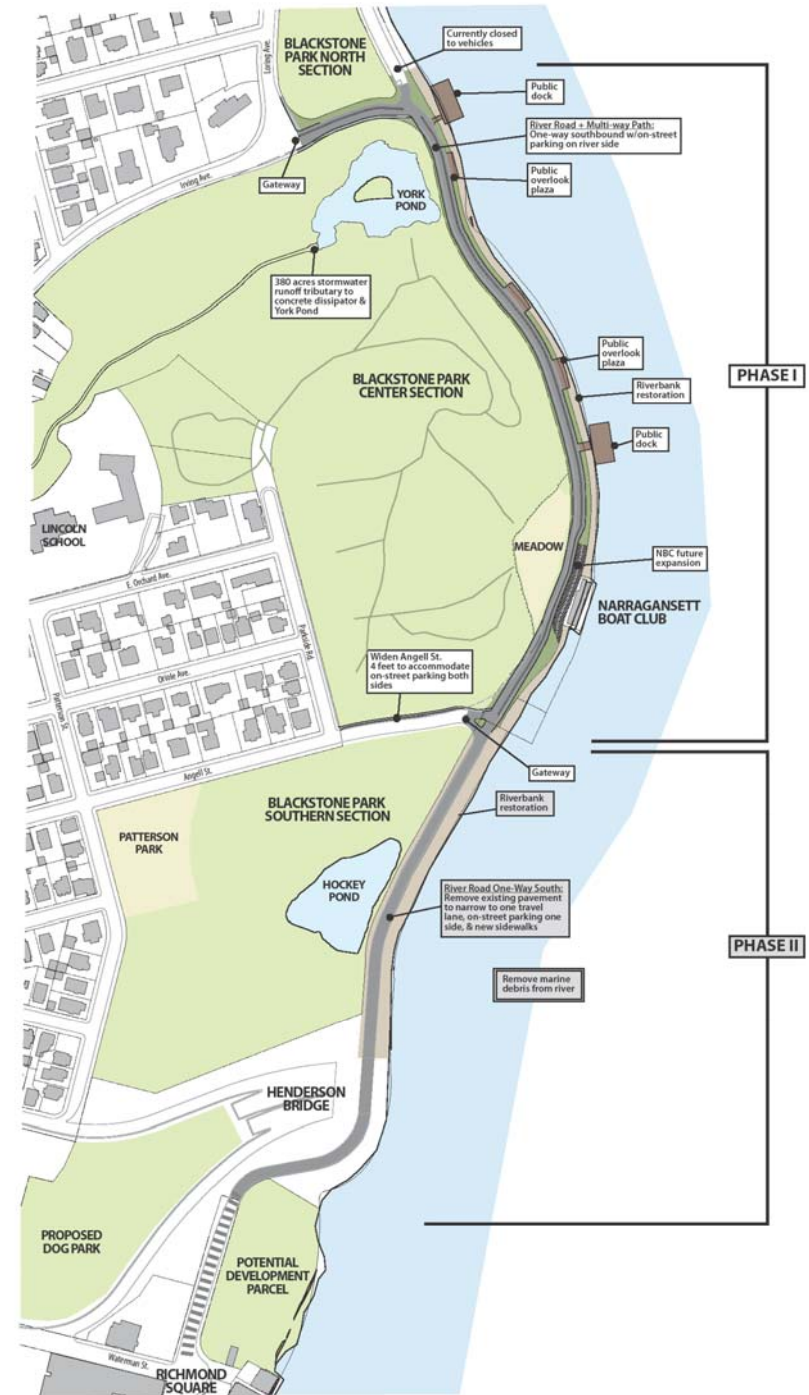 BLACKSTONE
PARK NORTH
SECTION
Loring Ave.
Currently closed
to vehicles
Public
dock
River Road + Multi-way Path:
One-way southbound w/on-street
parking on river side
Gateway
Irving Ave.
YORK
POND
Public
overlook
plaza
380 acres stormwater
runoff tributary to
concrete dissipator &
York Pond
BLACKSTONE PARK
CENTER SECTION
Public
overlook
plaza
PHASE I
Riverbank
restoration
Public
dock
LINCOLN
SCHOOL
MEADOW
NBC future
expansion
E. Orchard Ave.
NARRAGANSETT
BOAT CLUB
Parkside Rd.
Oriole Ave.
Widen Angell St.
4 feet to accommodate
on-street parking both
sides
Patterson St.
Angell St.
Gateway
BLACKSTONE PARK
SOUTHERN SECTION
Riverbank
restoration
PATTERSON
PARK
HOCKEY
POND
River Road One-Way South:
Remove existing pavement
to narrow to one travel
lane, on-street parking one
side, & new sidewalks
PHASE II
Remove marine
debris from river
HENDERSON
BRIDGE
PROPOSED
DOG PARK
POTENTIAL
DEVELOPMENT
PARCEL
Waterman St.
RICHMOND
SQUARE